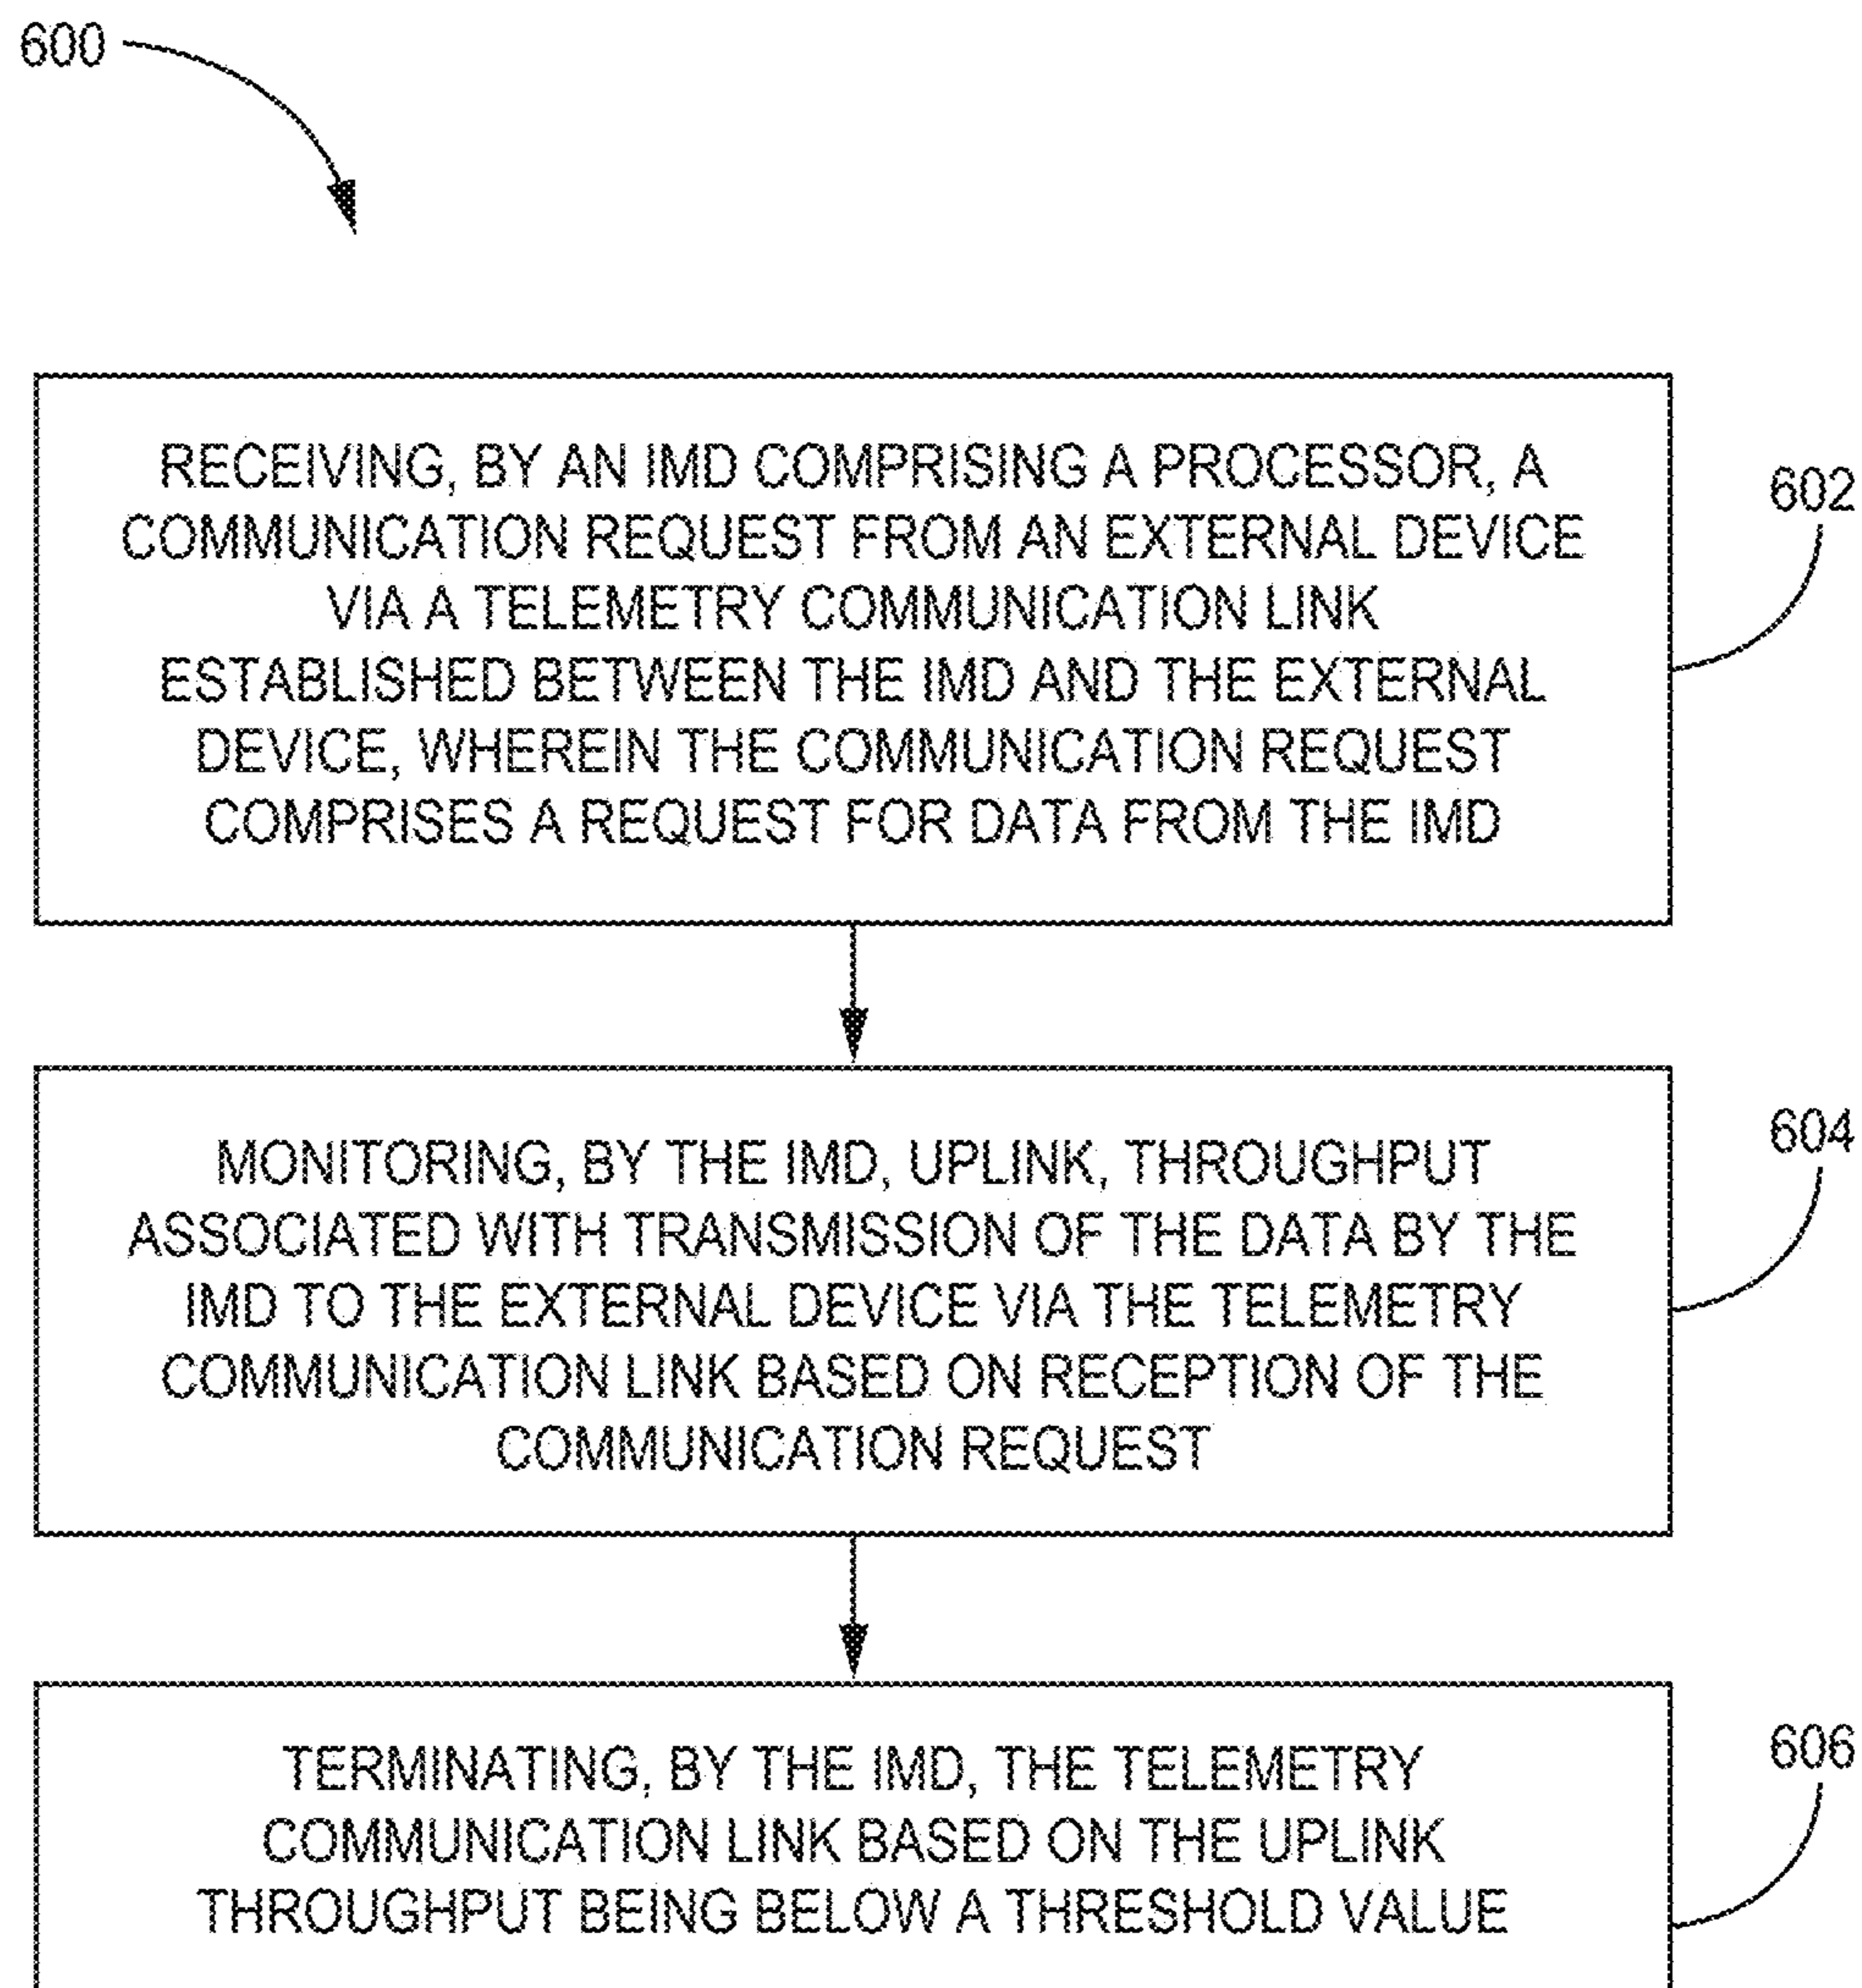 600
RECEIVING, BY AN IMD COMPRISING A PROCESSOR, A
COMMUNICATION REQUEST FROM AN EXTERNAL DEVICE
VIA A TELEMETRY COMMUNICATION LINK
ESTABLISHED BETWEEN THE IMD AND THE EXTERNAL
DEVICE, WHEREIN THE COMMUNICATION REQUEST
COMPRISES A REQUEST FOR DATA FROM THE IMD
602
MONITORING, BY THE IMD, UPLINK, THROUGHPUT
ASSOCIATED WITH TRANSMISSION OF THE DATA BY THE
IMD TO THE EXTERNAL DEVICE VIA THE TELEMETRY
COMMUNICATION LINK BASED ON RECEPTION OF THE
COMMUNICATION REQUEST
604
TERMINATING, BY THE IMD, THE TELEMETRY
COMMUNICATION LINK BASED ON THE UPLINK
THROUGHPUT BEING BELOW A THRESHOLD VALUE
606